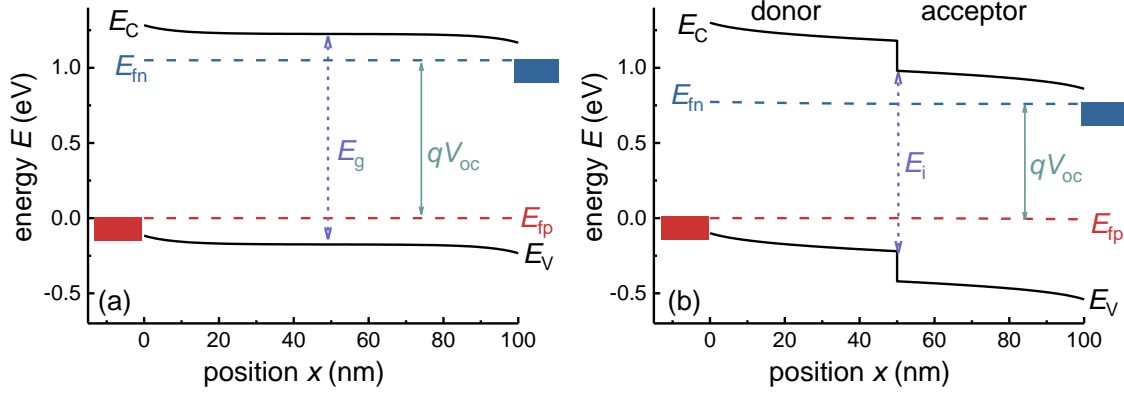 E_C
E_fn
1.0
0.5
0.0
-0.5
energy E (eV)
E_g
qV_oc
E_fp
E_V
(a)
0
20
40
60
80
100
position x (nm)
donor
acceptor
E_C
E_fn
1.0
0.5
0.0
-0.5
energy E (eV)
E_i
qV_oc
E_fp
E_V
(b)
0
20
40
60
80
100
position x (nm)